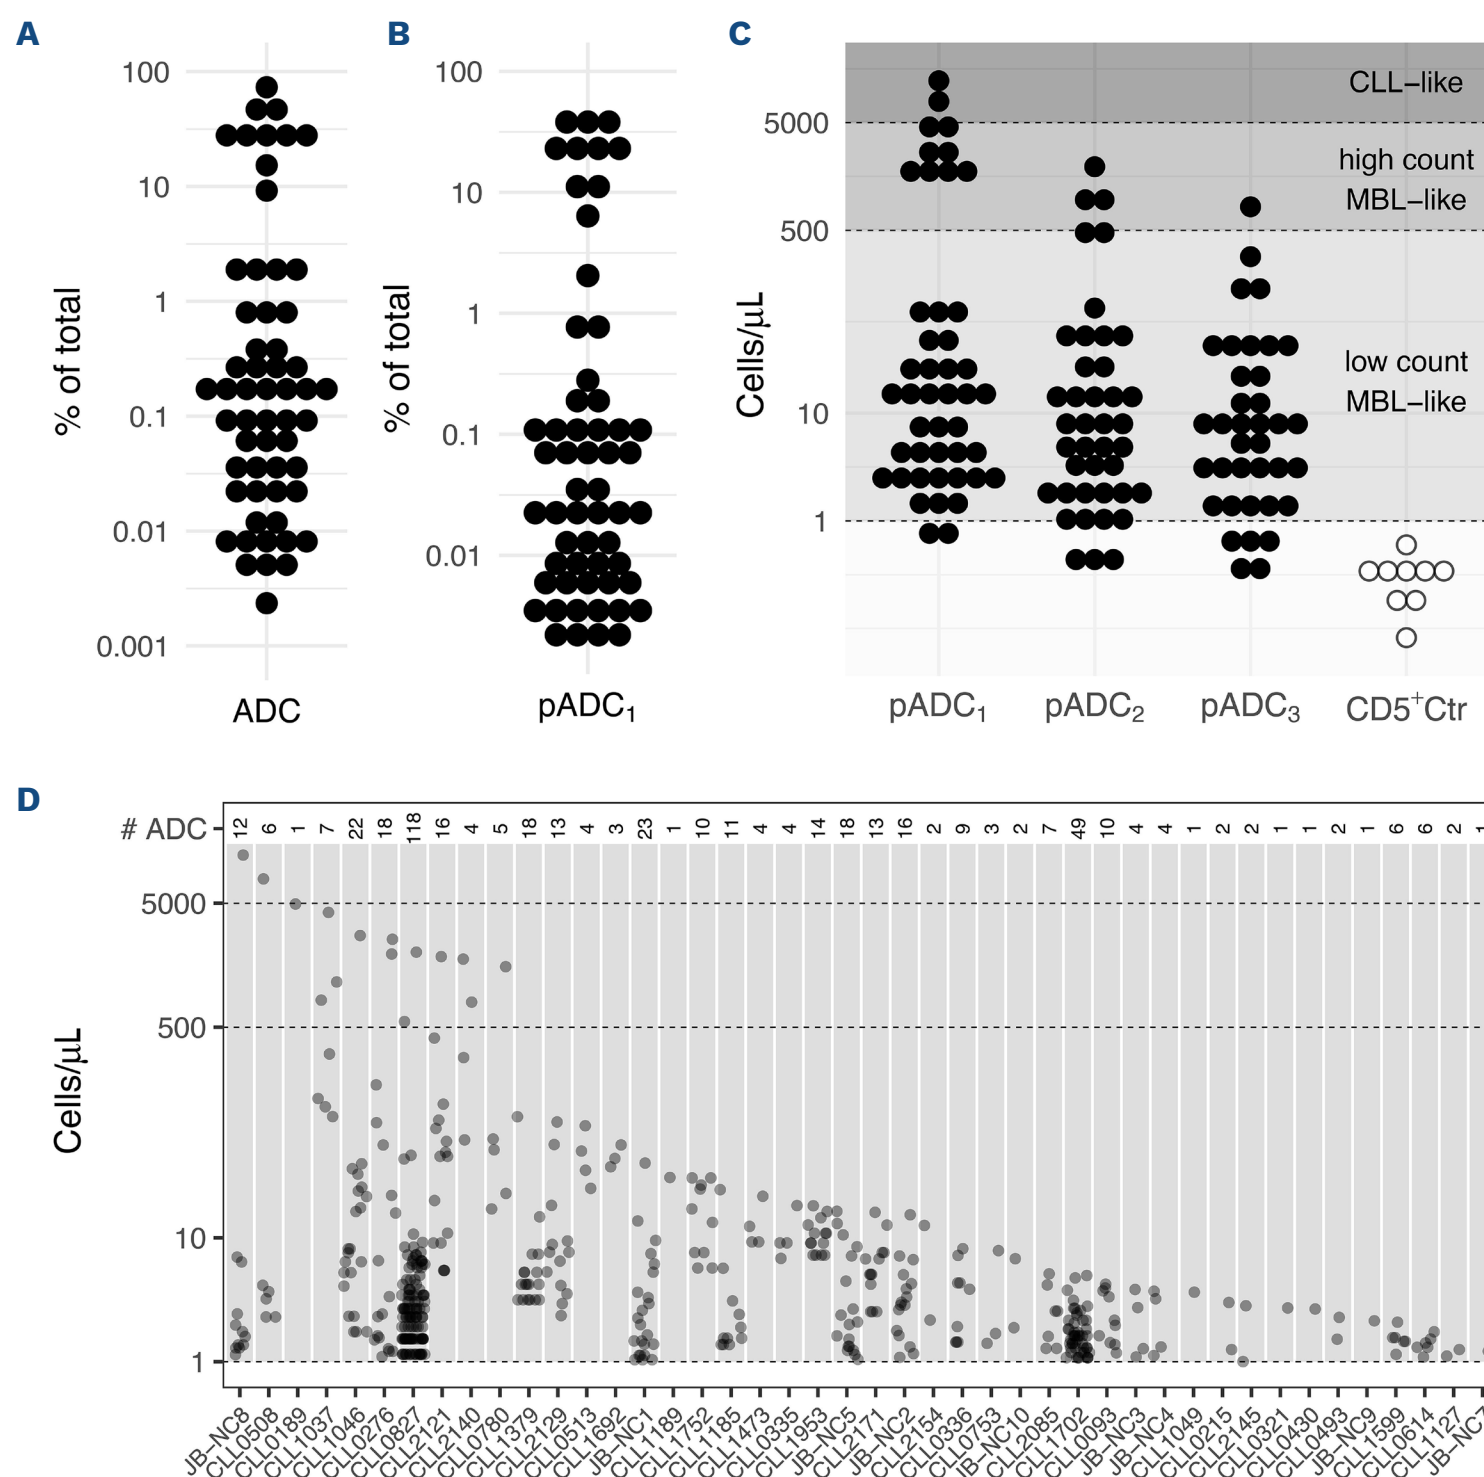 A
B
C
% of total
100
10
1
0.1
0.01
0.001
ADC
% of total
100
10
1
0.1
0.01
pADC₁
Cells/μL
5000
500
10
1
CLL–like
high count
MBL–like
low count
MBL–like
pADC₁
pADC₂
pADC₃
CD5⁺Ctr
D
# ADC
12 6 1 7 22 18 118 16 4 5 18 13 4 3 23 1 10 11 4 4 14 18 13 16 2 9 3 2 7 49 10 4 4 1 2 2 1 1 2 1 6 6 2 1
Cells/μL
5000
500
10
1
JB–NC8
CLL0508
CLL0189
CLL1037
CLL1046
CLL0276
CLL0827
CLL2121
CLL2140
CLL0780
CLL1379
CLL2129
CLL0513
CLL1692
JB–NC1
CLL1189
CLL1752
CLL1185
CLL1473
CLL0335
CLL1953
JB–NC5
CLL2171
JB–NC2
CLL2154
CLL0336
CLL0753
JB–NC10
CLL2085
CLL1702
CLL0093
JB–NC3
JB–NC4
CLL1049
CLL0215
CLL2145
CLL0321
CLL0430
CLL0493
JB–NC9
CLL1599
CLL0614
CLL1127